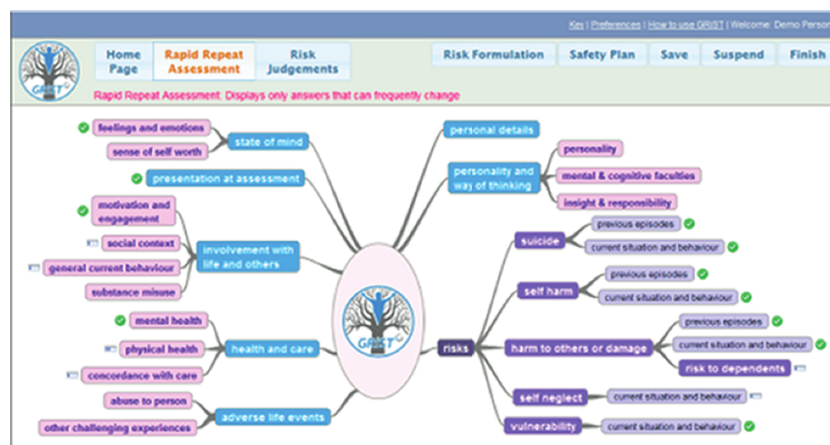 Key | Preferences | How to use GRiST | Welcome: Demo Person
Home
Page
Rapid Repeat
Assessment
Risk
Judgements
Risk Formulation
Safety Plan
Save
Suspend
Finish
GRiST
Rapid Repeat Assessment: Displays only answers that can frequently change
feelings and emotions
sense of self worth
state of mind
presentation at assessment
motivation and
engagement
social context
general current behaviour
substance misuse
involvement with
life and others
mental health
physical health
concordance with care
health and care
abuse to person
other challenging experiences
adverse life events
GRiST
personal details
personality and
way of thinking
personality
mental & cognitive faculties
insight & responsibility
risks
suicide
previous episodes
current situation and behaviour
self harm
previous episodes
current situation and behaviour
harm to others or damage
previous episodes
current situation and behaviour
risk to dependents
self neglect
current situation and behaviour
vulnerability
current situation and behaviour